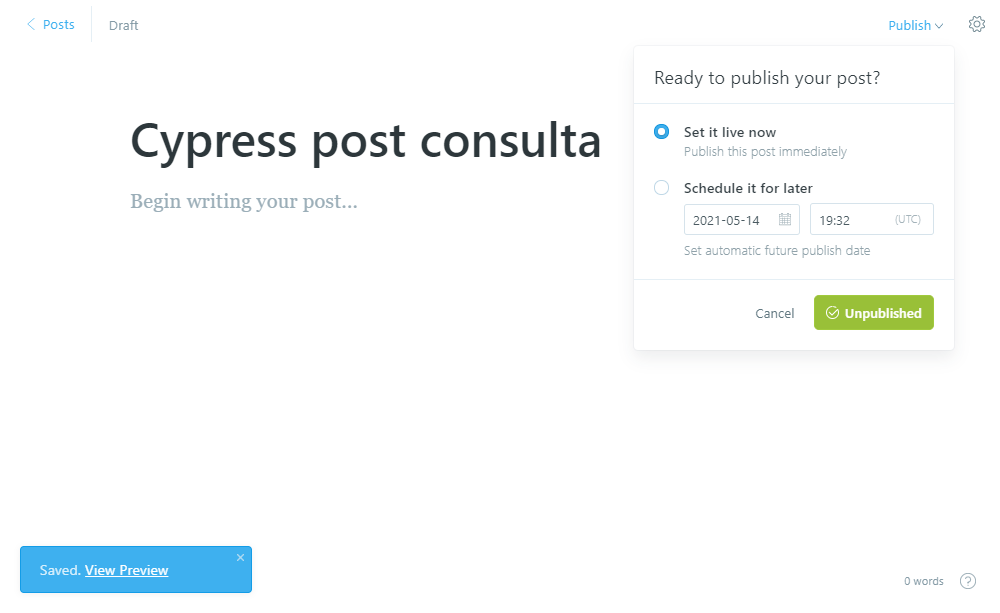 Posts
Draft
Publish
Ready to publish your post?
Cypress post consulta
Set it live now
Publish this post immediately
Begin writing your post...
Schedule it for later
2021-05-14
19:32 (UTC)
Set automatic future publish date
Cancel
Unpublished
Saved. View Preview
×
0 words
?